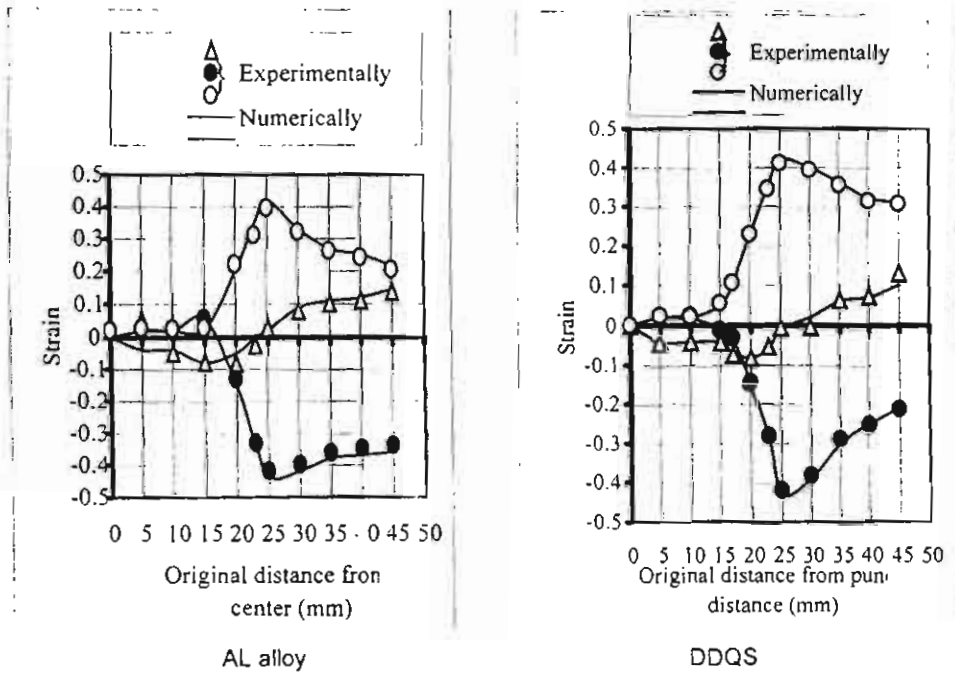 Experimentally
Numerically
0.5
0.4
0.3
0.2
0.1
0
-0.1
-0.2
-0.3
-0.4
-0.5
Strain
0 5 10 15 20 25 30 35 · 0 45 50
Original distance fron
center (mm)
AL alloy
Experimentally
Numerically
0.5
0.4
0.3
0.2
0.1
0
-0.1
-0.2
-0.3
-0.4
-0.5
Strain
0 5 10 15 20 25 30 35 40 45 50
Original distance from pun
distance (mm)
DDQS